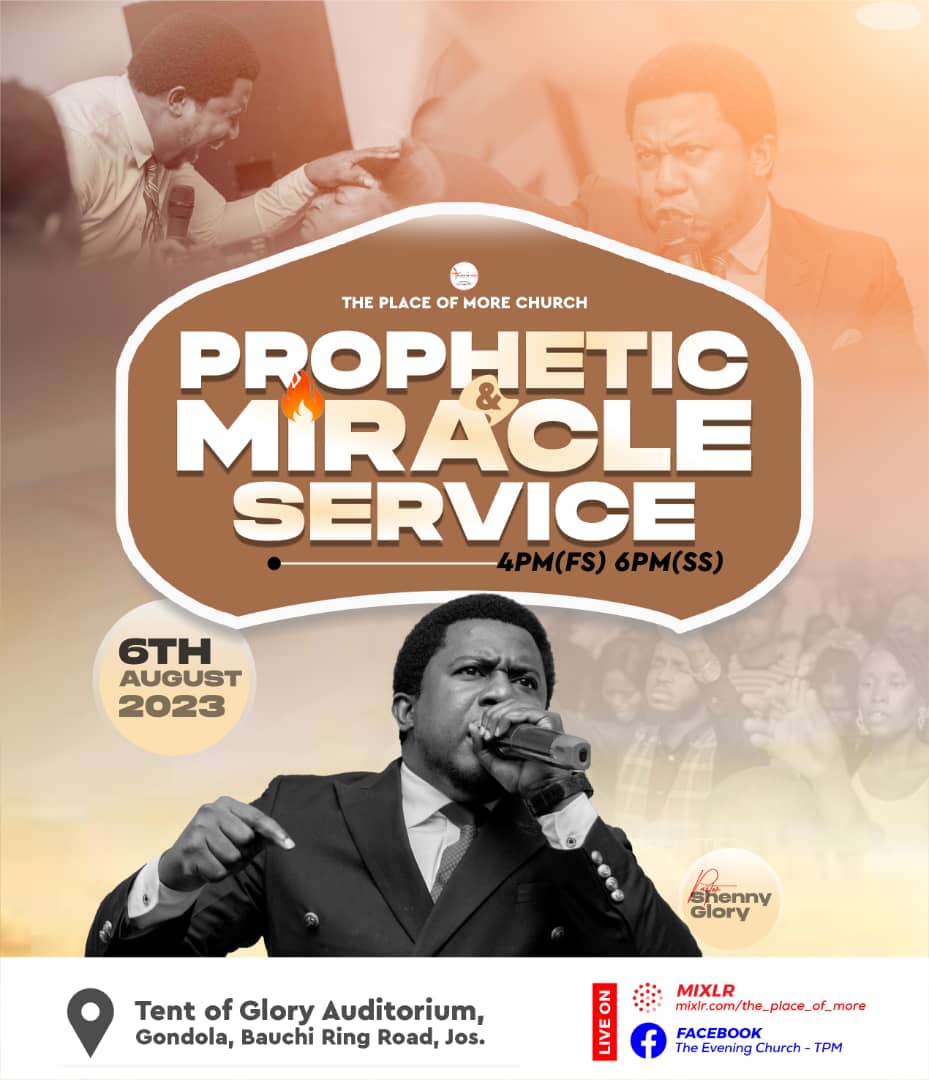 THE PLACE OF MORE CHURCH
PROPHETIC
&
MIRACLE
SERVICE
4PM(FS) 6PM(SS)
6TH
AUGUST
2023
Pastor
Shenny
Glory
Tent of Glory Auditorium,
Gondola, Bauchi Ring Road, Jos.
LIVE ON
MIXLR
mixlr.com/the_place_of_more
FACEBOOK
The Evening Church - TPM